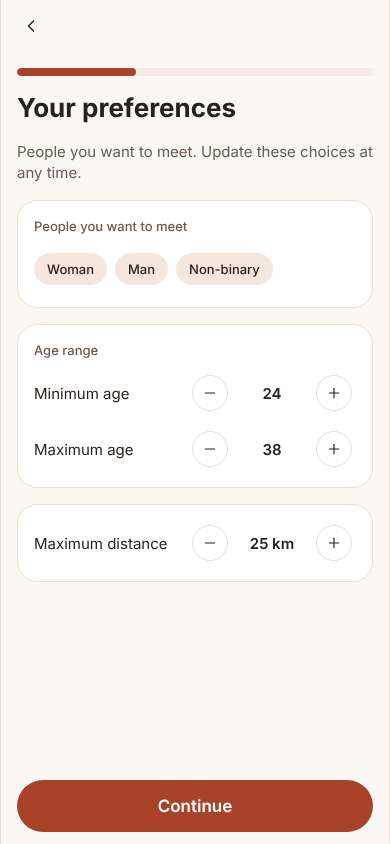 Your preferences
People you want to meet. Update these choices at
any time.
People you want to meet
Woman Man Non-binary
Age range
Minimum age − 24 +
Maximum age − 38 +
Maximum distance − 25 km +
Continue